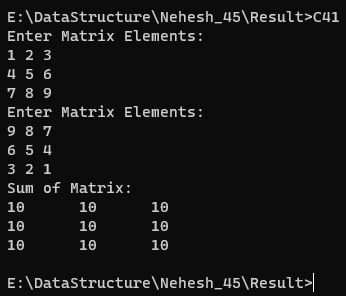 E:\DataStructure\Nehesh_45\Result>C41
Enter Matrix Elements:
1 2 3
4 5 6
7 8 9
Enter Matrix Elements:
9 8 7
6 5 4
3 2 1
Sum of Matrix:
10 10 10
10 10 10
10 10 10
E:\DataStructure\Nehesh_45\Result>